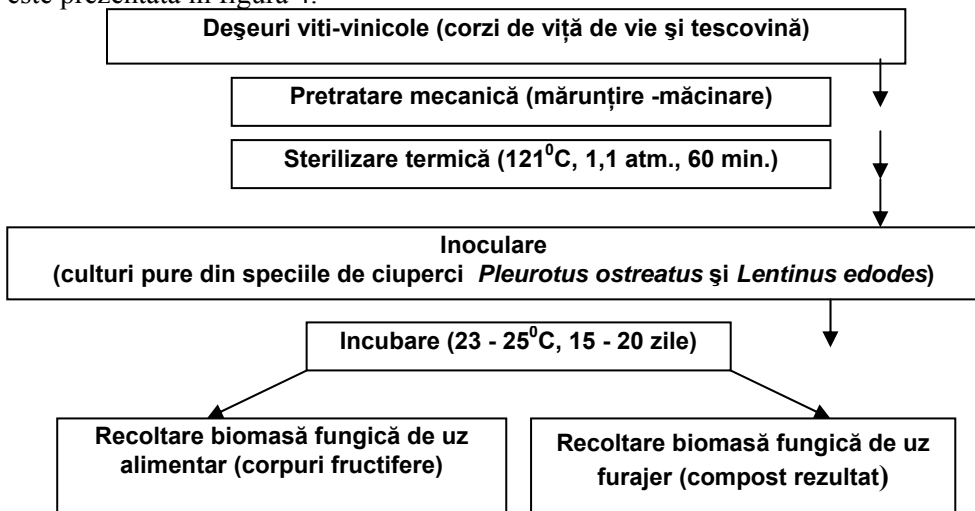 este prezentată în figura 4.
Deşeuri viti-vinicole (corzi de viță de vie şi tescovină)
Pretratare mecanică (mărunțire -măcinare)
Sterilizare termică (121⁰C, 1,1 atm., 60 min.)
Inoculare
(culturi pure din speciile de ciuperci Pleurotus ostreatus şi Lentinus edodes)
Incubare (23 - 25⁰C, 15 - 20 zile)
Recoltare biomasă fungică de uz
alimentar (corpuri fructifere)
Recoltare biomasă fungică de uz
furajer (compost rezultat)